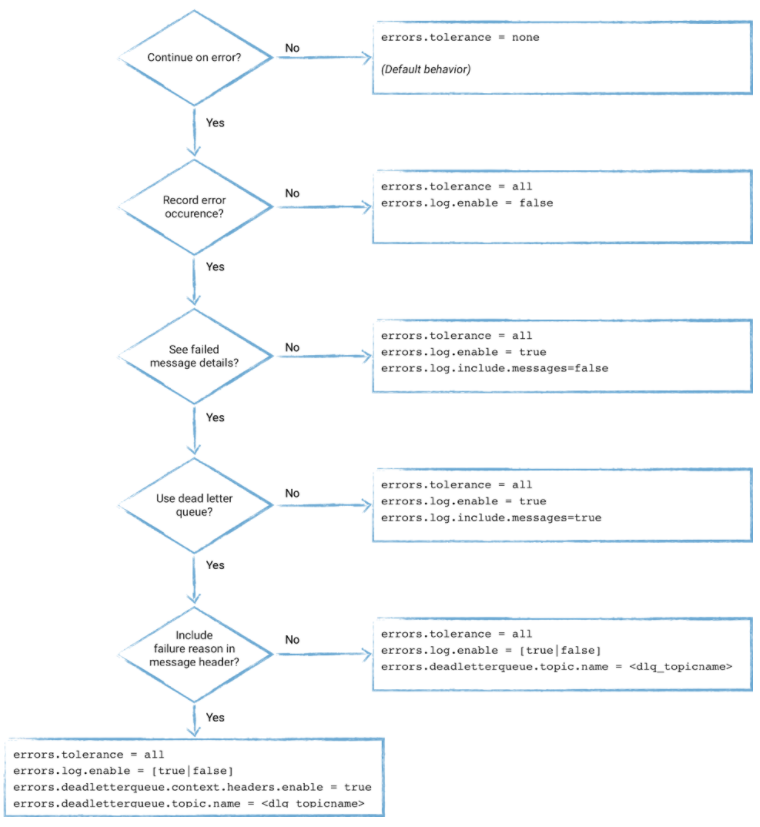 Continue on error?
No
errors.tolerance = none
(Default behavior)
Yes
Record error
occurence?
No
errors.tolerance = all
errors.log.enable = false
Yes
See failed
message details?
No
errors.tolerance = all
errors.log.enable = true
errors.log.include.messages=false
Yes
Use dead letter
queue?
No
errors.tolerance = all
errors.log.enable = true
errors.log.include.messages=true
Yes
Include
failure reason in
message header?
No
errors.tolerance = all
errors.log.enable = [true|false]
errors.deadletterqueue.topic.name = <dlq_topicname>
Yes
errors.tolerance = all
errors.log.enable = [true|false]
errors.deadletterqueue.context.headers.enable = true
errors.deadletterqueue.topic.name = <dlq_topicname>